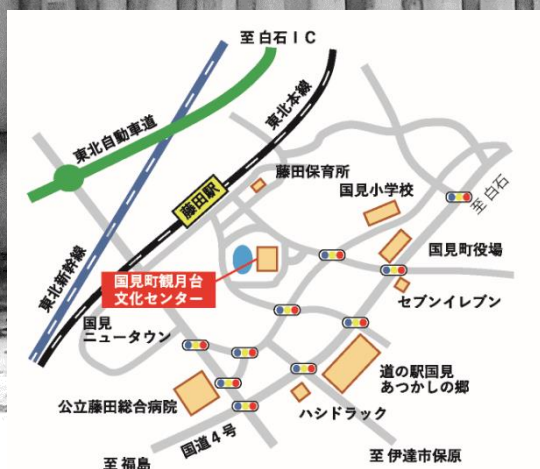 至 白石ＩＣ
東北自動車道
東北本線
藤田保育所
国見小学校
至 白石
藤田駅
国見町役場
国見町観月台
文化センター
セブンイレブン
東北新幹線
国見
ニュータウン
道の駅国見
あつかしの郷
公立藤田総合病院
ハシドラック
国道４号
至 福島
至 伊達市保原